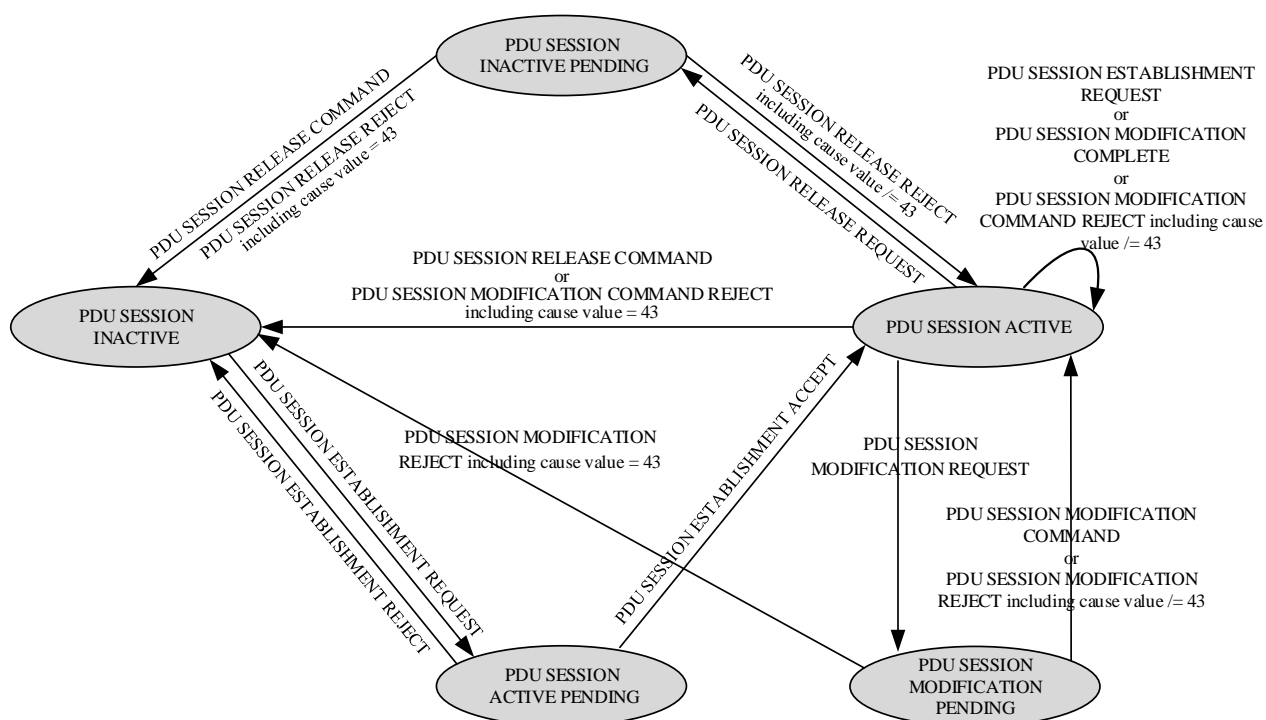 PDU SESSION
INACTIVE PENDING
PDU SESSION RELEASE COMMAND
PDU SESSION RELEASE REJECT
including cause value = 43
PDU SESSION RELEASE REJECT
including cause value /= 43
PDU SESSION RELEASE REQUEST
PDU SESSION ESTABLISHMENT
REQUEST
or
PDU SESSION MODIFICATION
COMPLETE
or
PDU SESSION MODIFICATION
COMMAND REJECT including cause
value /= 43
PDU SESSION RELEASE COMMAND
or
PDU SESSION MODIFICATION COMMAND REJECT
including cause value = 43
PDU SESSION
INACTIVE
PDU SESSION ACTIVE
PDU SESSION ESTABLISHMENT REQUEST
PDU SESSION ESTABLISHMENT REJECT
PDU SESSION MODIFICATION
REJECT including cause value = 43
PDU SESSION ESTABLISHMENT ACCEPT
PDU SESSION
MODIFICATION REQUEST
PDU SESSION MODIFICATION
COMMAND
or
PDU SESSION MODIFICATION
REJECT including cause value /= 43
PDU SESSION
ACTIVE PENDING
PDU SESSION
MODIFICATION
PENDING